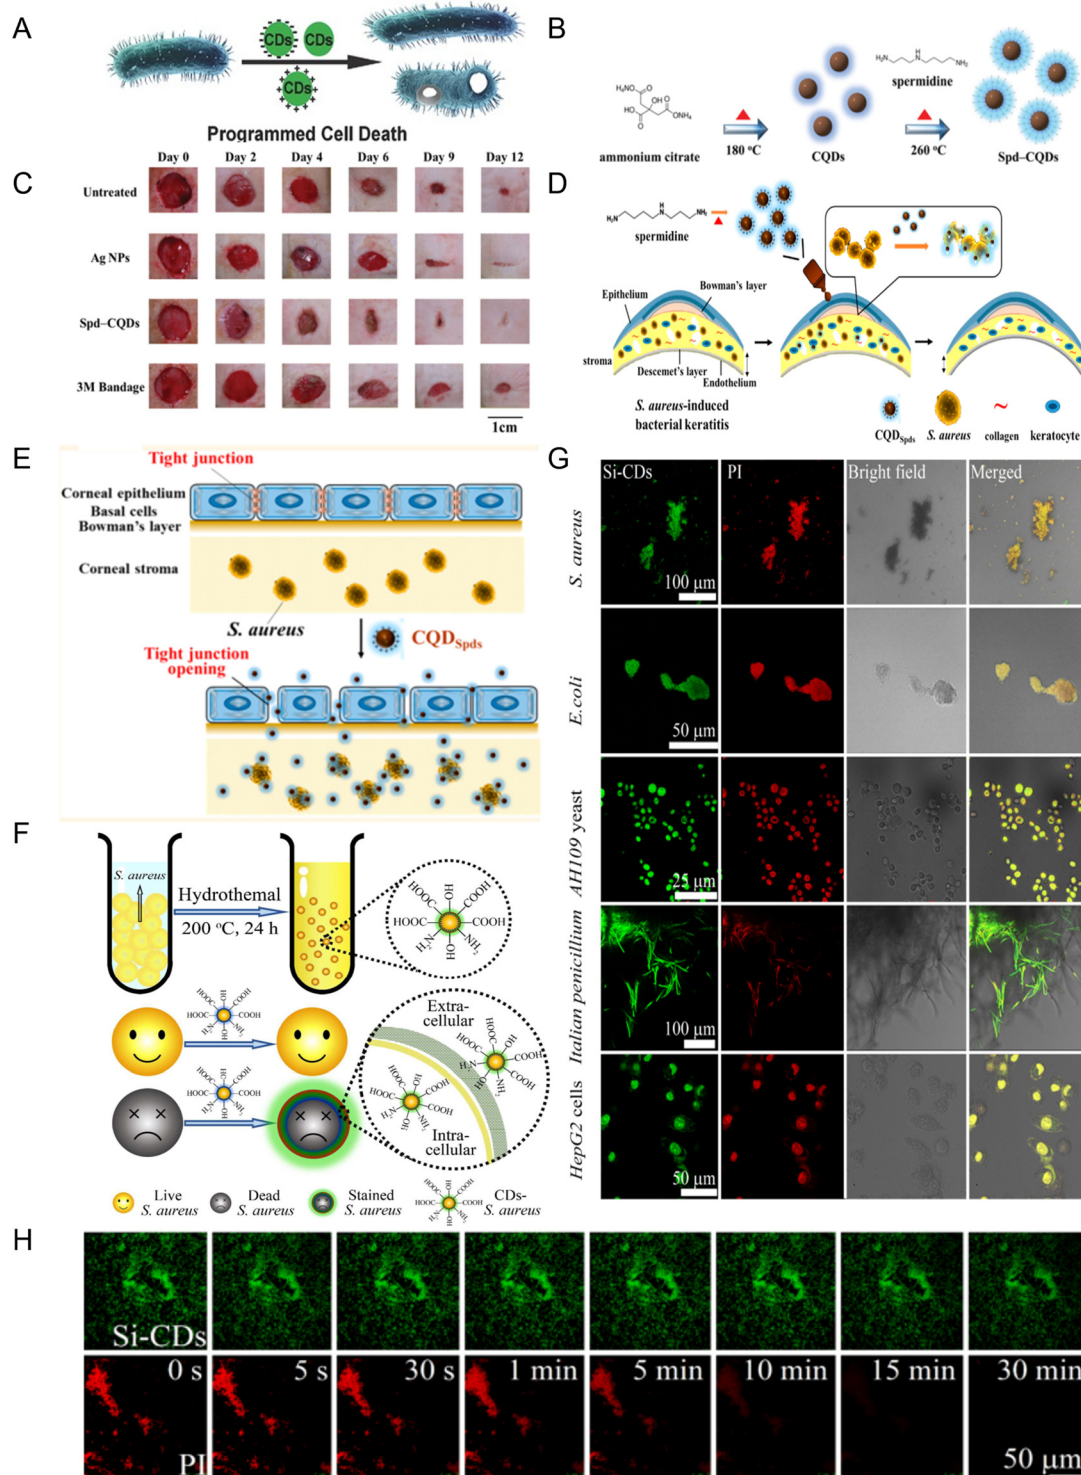 A
CDs
CDs
CDs
Programmed Cell Death
B
spermidine
ammonium citrate
180 °C
CQDs
260 °C
Spd–CQDs
C
Day 0
Day 2
Day 4
Day 6
Day 9
Day 12
Untreated
Ag NPs
Spd–CQDs
3M Bandage
1cm
D
spermidine
Epithelium
Bowman's layer
stroma
Descemet's layer
Endothelium
S. aureus-induced
bacterial keratitis
CQDSpds
S. aureus
collagen
keratocyte
E
Tight junction
Corneal epithelium
Basal cells
Bowman's layer
Corneal stroma
S. aureus
CQDSpds
Tight junction
opening
F
S. aureus
Hydrothemal
200 °C, 24 h
HOOC
HO
COOH
HOOC
COOH
H₂N
OH
NH₂
Extra-
cellular
Intra-
cellular
Live
S. aureus
Dead
S. aureus
Stained
S. aureus
CDs-
S. aureus
G
Si-CDs
PI
Bright field
Merged
S. aureus
100 μm
E.coli
50 μm
AH109 yeast
25 μm
Italiam penicillium
100 μm
HepG2 cells
50 μm
H
Si-CDs
0 s
5 s
30 s
1 min
5 min
10 min
15 min
30 min
PI
50 μm